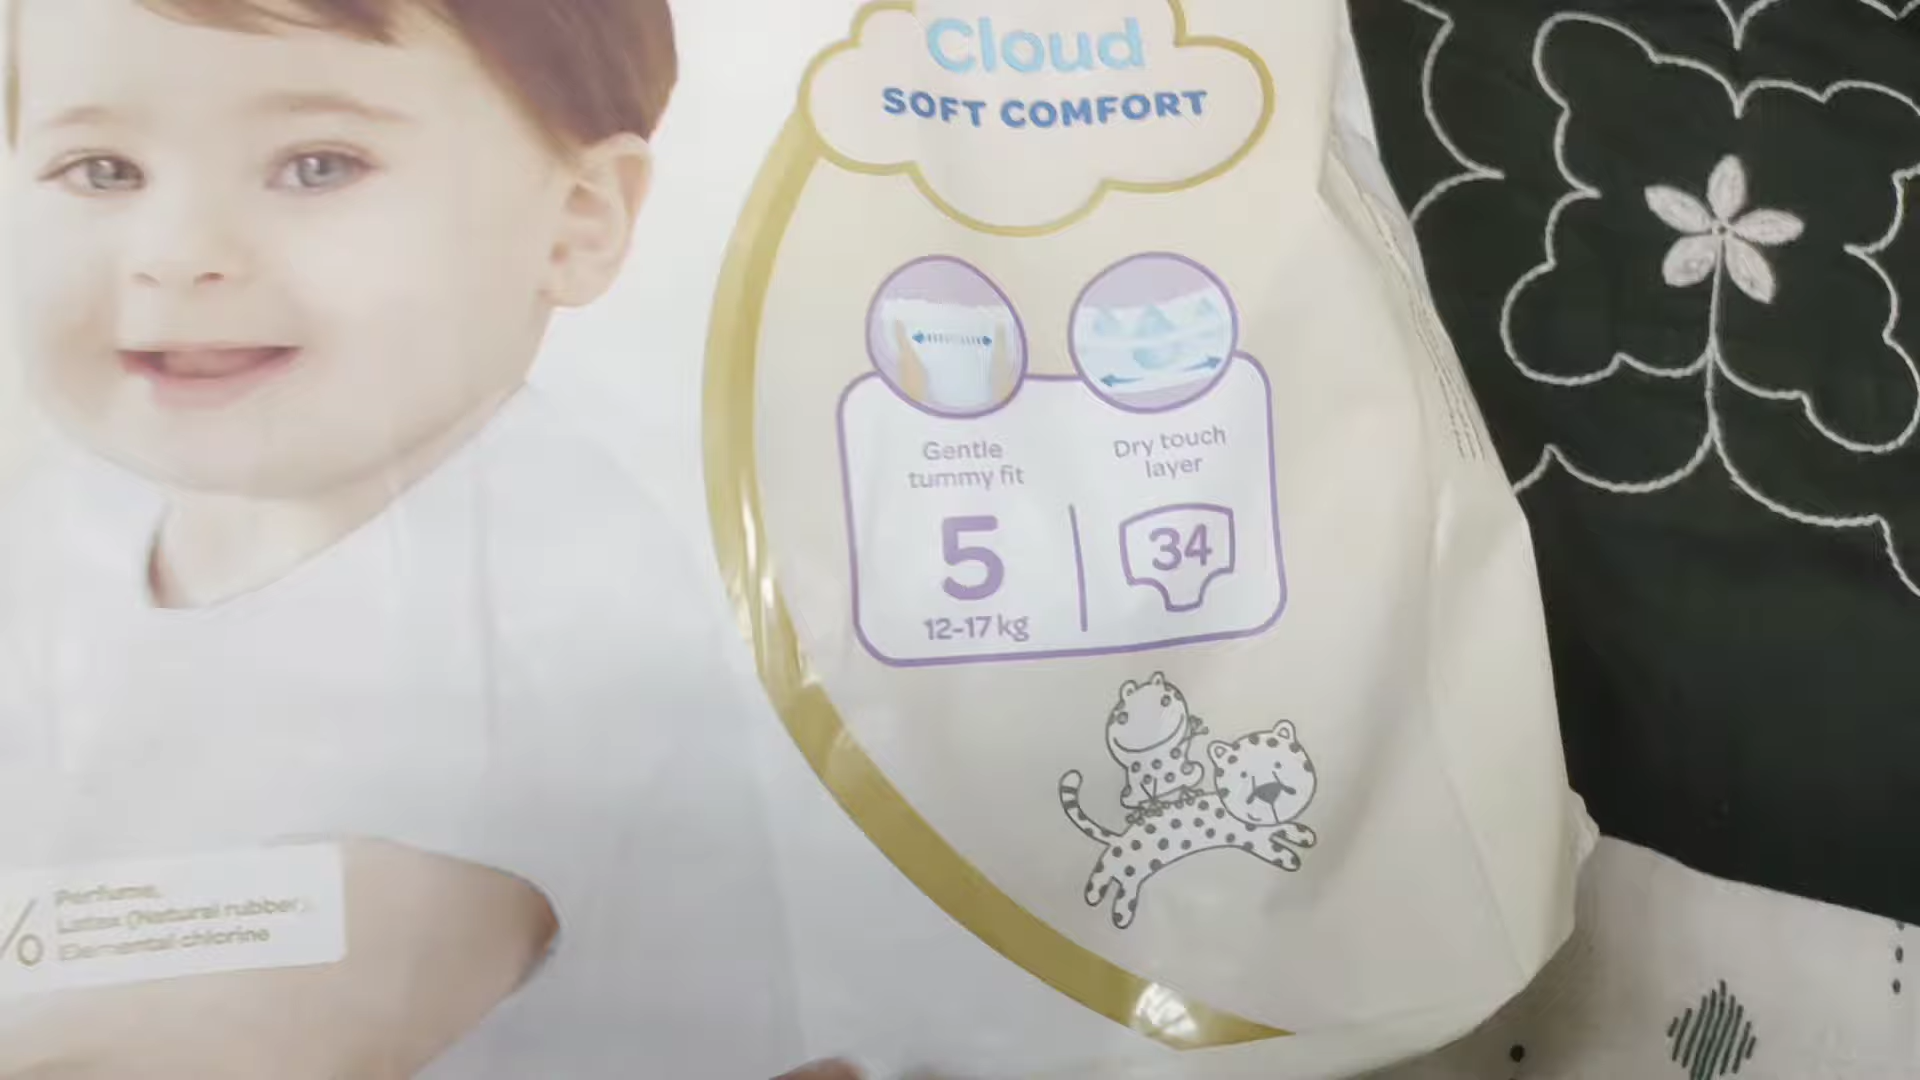 Cloud
SOFT COMFORT
Gentle
tummy fit
Dry touch
layer
5
12-17 kg
34
%
Perfume,
Latex (Natural rubber),
Elemental chlorine